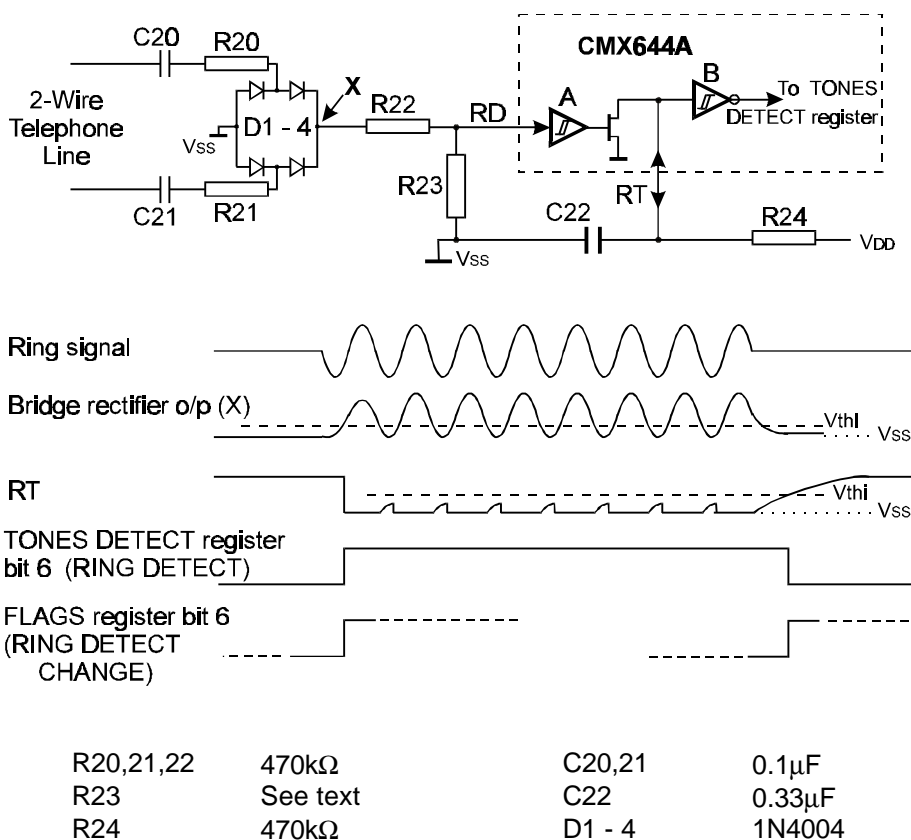 C20 R20
CMX644A
X
A B
2-Wire
Telephone
Line
R22
RD
To TONES
DETECT register
VSS
D1 - 4
R23
RT
C21 R21
C22
R24
VSS
VDD
Ring signal
Bridge rectifier o/p (X)
Vthi
VSS
RT
Vthi
VSS
TONES DETECT register
bit 6 (RING DETECT)
FLAGS register bit 6
(RING DETECT
CHANGE)
R20,21,22 470kΩ C20,21 0.1µF
R23 See text C22 0.33µF
R24 470kΩ D1 - 4 1N4004